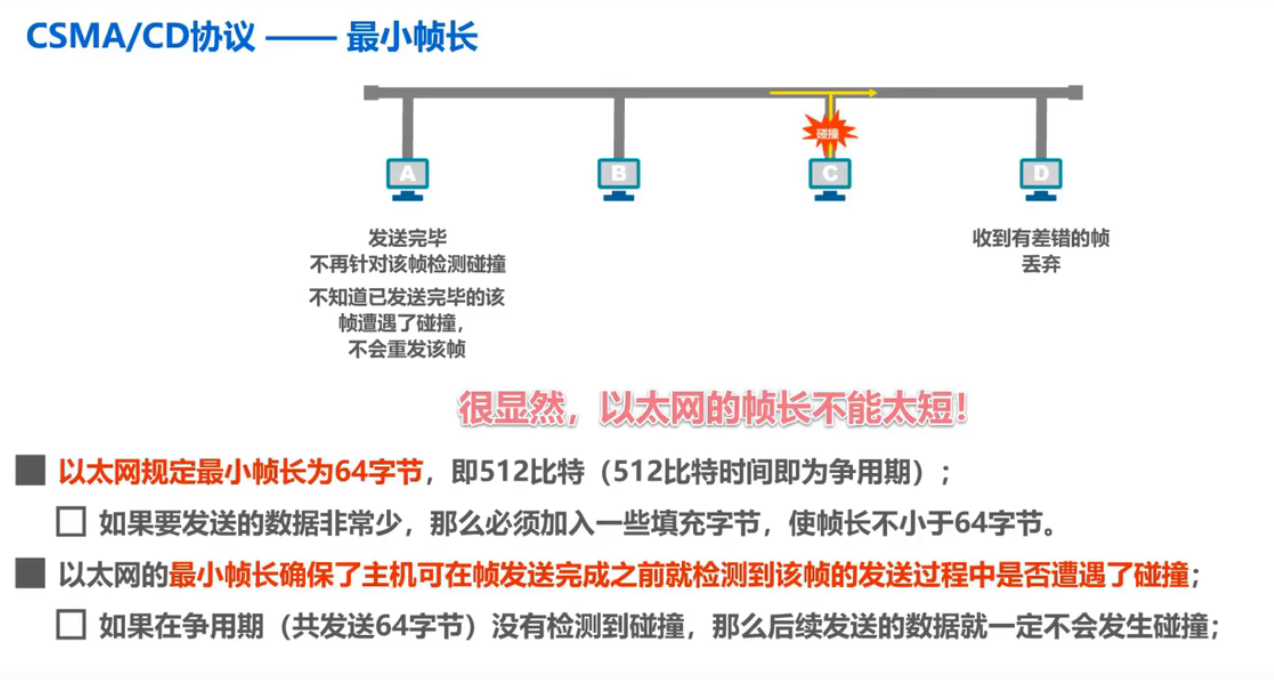 CSMA/CD协议 —— 最小帧长
碰撞
A
B
C
D
发送完毕
不再针对该帧检测碰撞
不知道已发送完毕的该
帧遭遇了碰撞，
不会重发该帧
收到有差错的帧
丢弃
很显然，以太网的帧长不能太短！
以太网规定最小帧长为64字节，即512比特（512比特时间即为争用期）；
如果要发送的数据非常少，那么必须加入一些填充字节，使帧长不小于64字节。
以太网的最小帧长确保了主机可在帧发送完成之前就检测到该帧的发送过程中是否遭遇了碰撞；
如果在争用期（共发送64字节）没有检测到碰撞，那么后续发送的数据就一定不会发生碰撞；